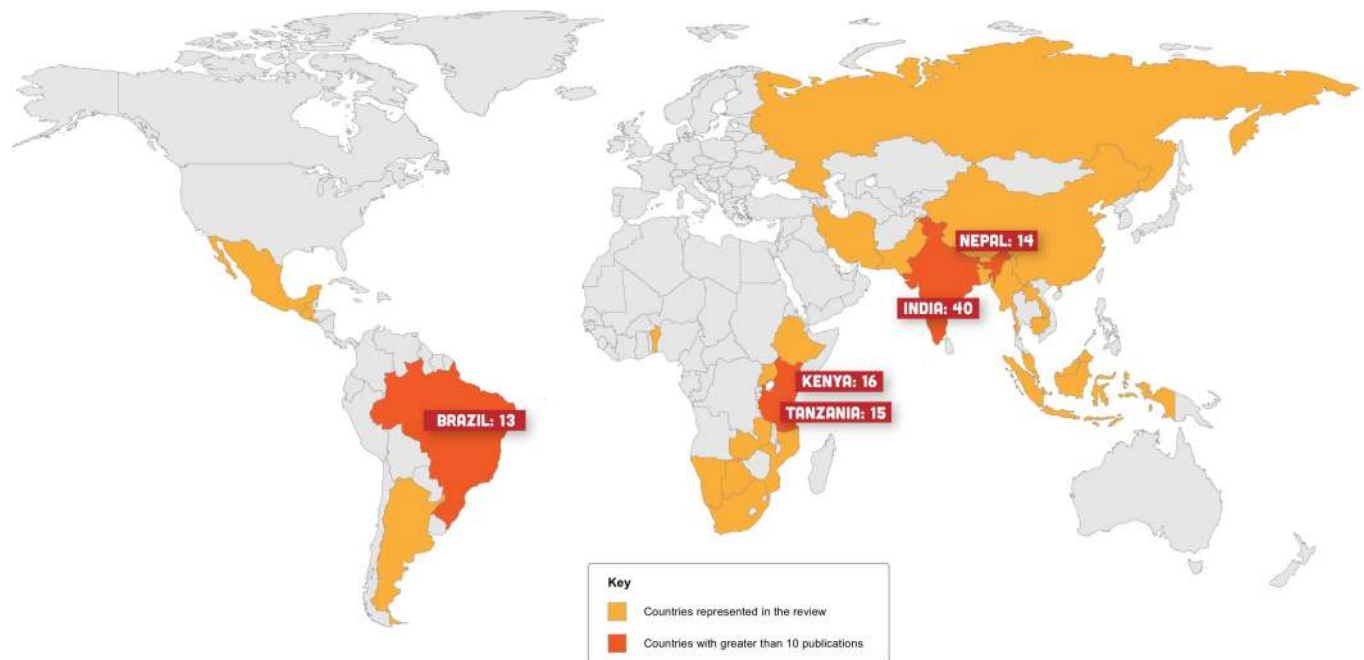 NEPAL: 14
INDIA: 40
KENYA: 16
TANZANIA: 15
BRAZIL: 13
Key
Countries represented in the review
Countries with greater than 10 publications